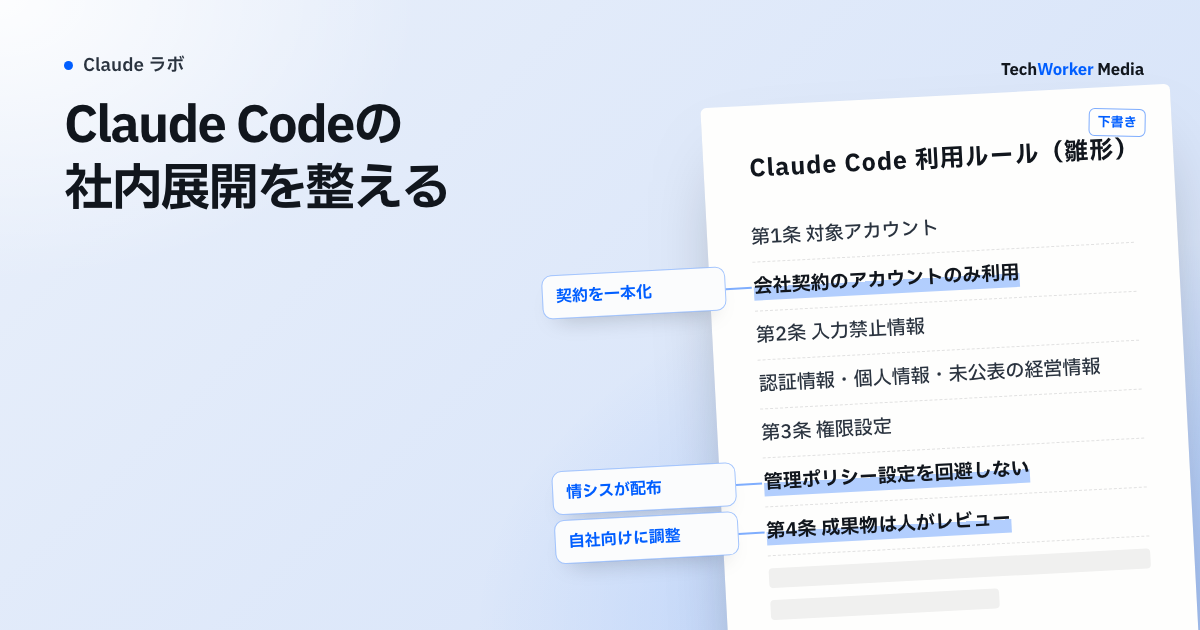 Claude ラボ
Claude Codeの
社内展開を整える
TechWorker Media
下書き
Claude Code 利用ルール（雛形）
第1条 対象アカウント
会社契約のアカウントのみ利用
契約を一本化
第2条 入力禁止情報
認証情報・個人情報・未公表の経営情報
第3条 権限設定
管理ポリシー設定を回避しない
情シスが配布
第4条 成果物は人がレビュー
自社向けに調整